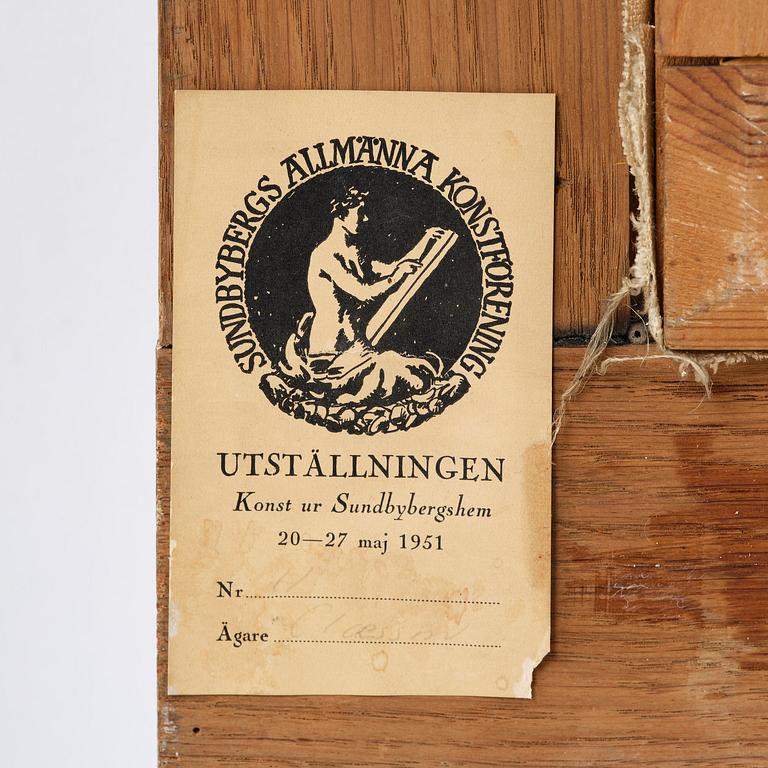 SUNDBYBERGS ALLMÄNNA KONSTFÖRENING
UTSTÄLLNINGEN
Konst ur Sundbybergshem
20—27 maj 1951
Nr
Ägare